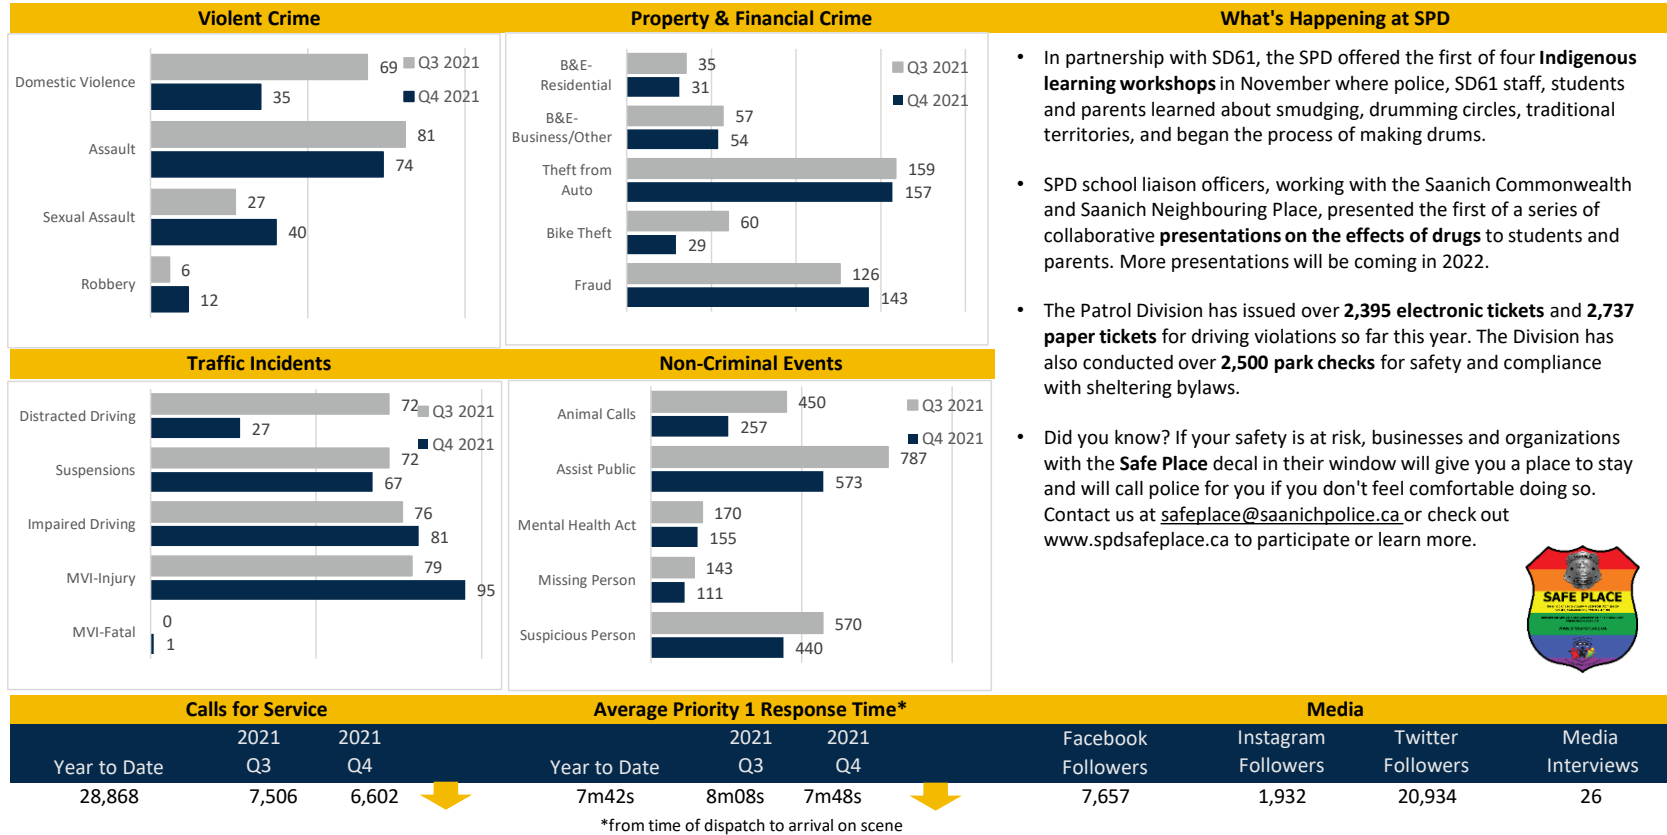 Violent Crime
Domestic Violence
69
35
Q3 2021
Q4 2021
Assault
81
74
Sexual Assault
27
40
Robbery
6
12
Property & Financial Crime
B&E-
Residential
35
31
Q3 2021
Q4 2021
B&E-
Business/Other
57
54
Theft from
Auto
159
157
Bike Theft
60
29
Fraud
126
143
What's Happening at SPD
• In partnership with SD61, the SPD offered the first of four Indigenous
learning workshops in November where police, SD61 staff, students
and parents learned about smudging, drumming circles, traditional
territories, and began the process of making drums.
• SPD school liaison officers, working with the Saanich Commonwealth
and Saanich Neighbouring Place, presented the first of a series of
collaborative presentations on the effects of drugs to students and
parents. More presentations will be coming in 2022.
• The Patrol Division has issued over 2,395 electronic tickets and 2,737
paper tickets for driving violations so far this year. The Division has
also conducted over 2,500 park checks for safety and compliance
with sheltering bylaws.
• Did you know? If your safety is at risk, businesses and organizations
with the Safe Place decal in their window will give you a place to stay
and will call police for you if you don't feel comfortable doing so.
Contact us at safeplace@saanichpolice.ca or check out
www.spdsafeplace.ca to participate or learn more.
SAFE PLACE
Traffic Incidents
Distracted Driving
72
27
Q3 2021
Q4 2021
Suspensions
72
67
Impaired Driving
76
81
MVI-Injury
79
95
MVI-Fatal
0
1
Non-Criminal Events
Animal Calls
450
257
Q3 2021
Q4 2021
Assist Public
787
573
Mental Health Act
170
155
Missing Person
143
111
Suspicious Person
570
440
Calls for Service
2021 2021
Year to Date Q3 Q4
28,868 7,506 6,602
Average Priority 1 Response Time*
2021 2021
Year to Date Q3 Q4
7m42s 8m08s 7m48s
*from time of dispatch to arrival on scene
Media
Facebook Instagram Twitter Media
Followers Followers Followers Interviews
7,657 1,932 20,934 26